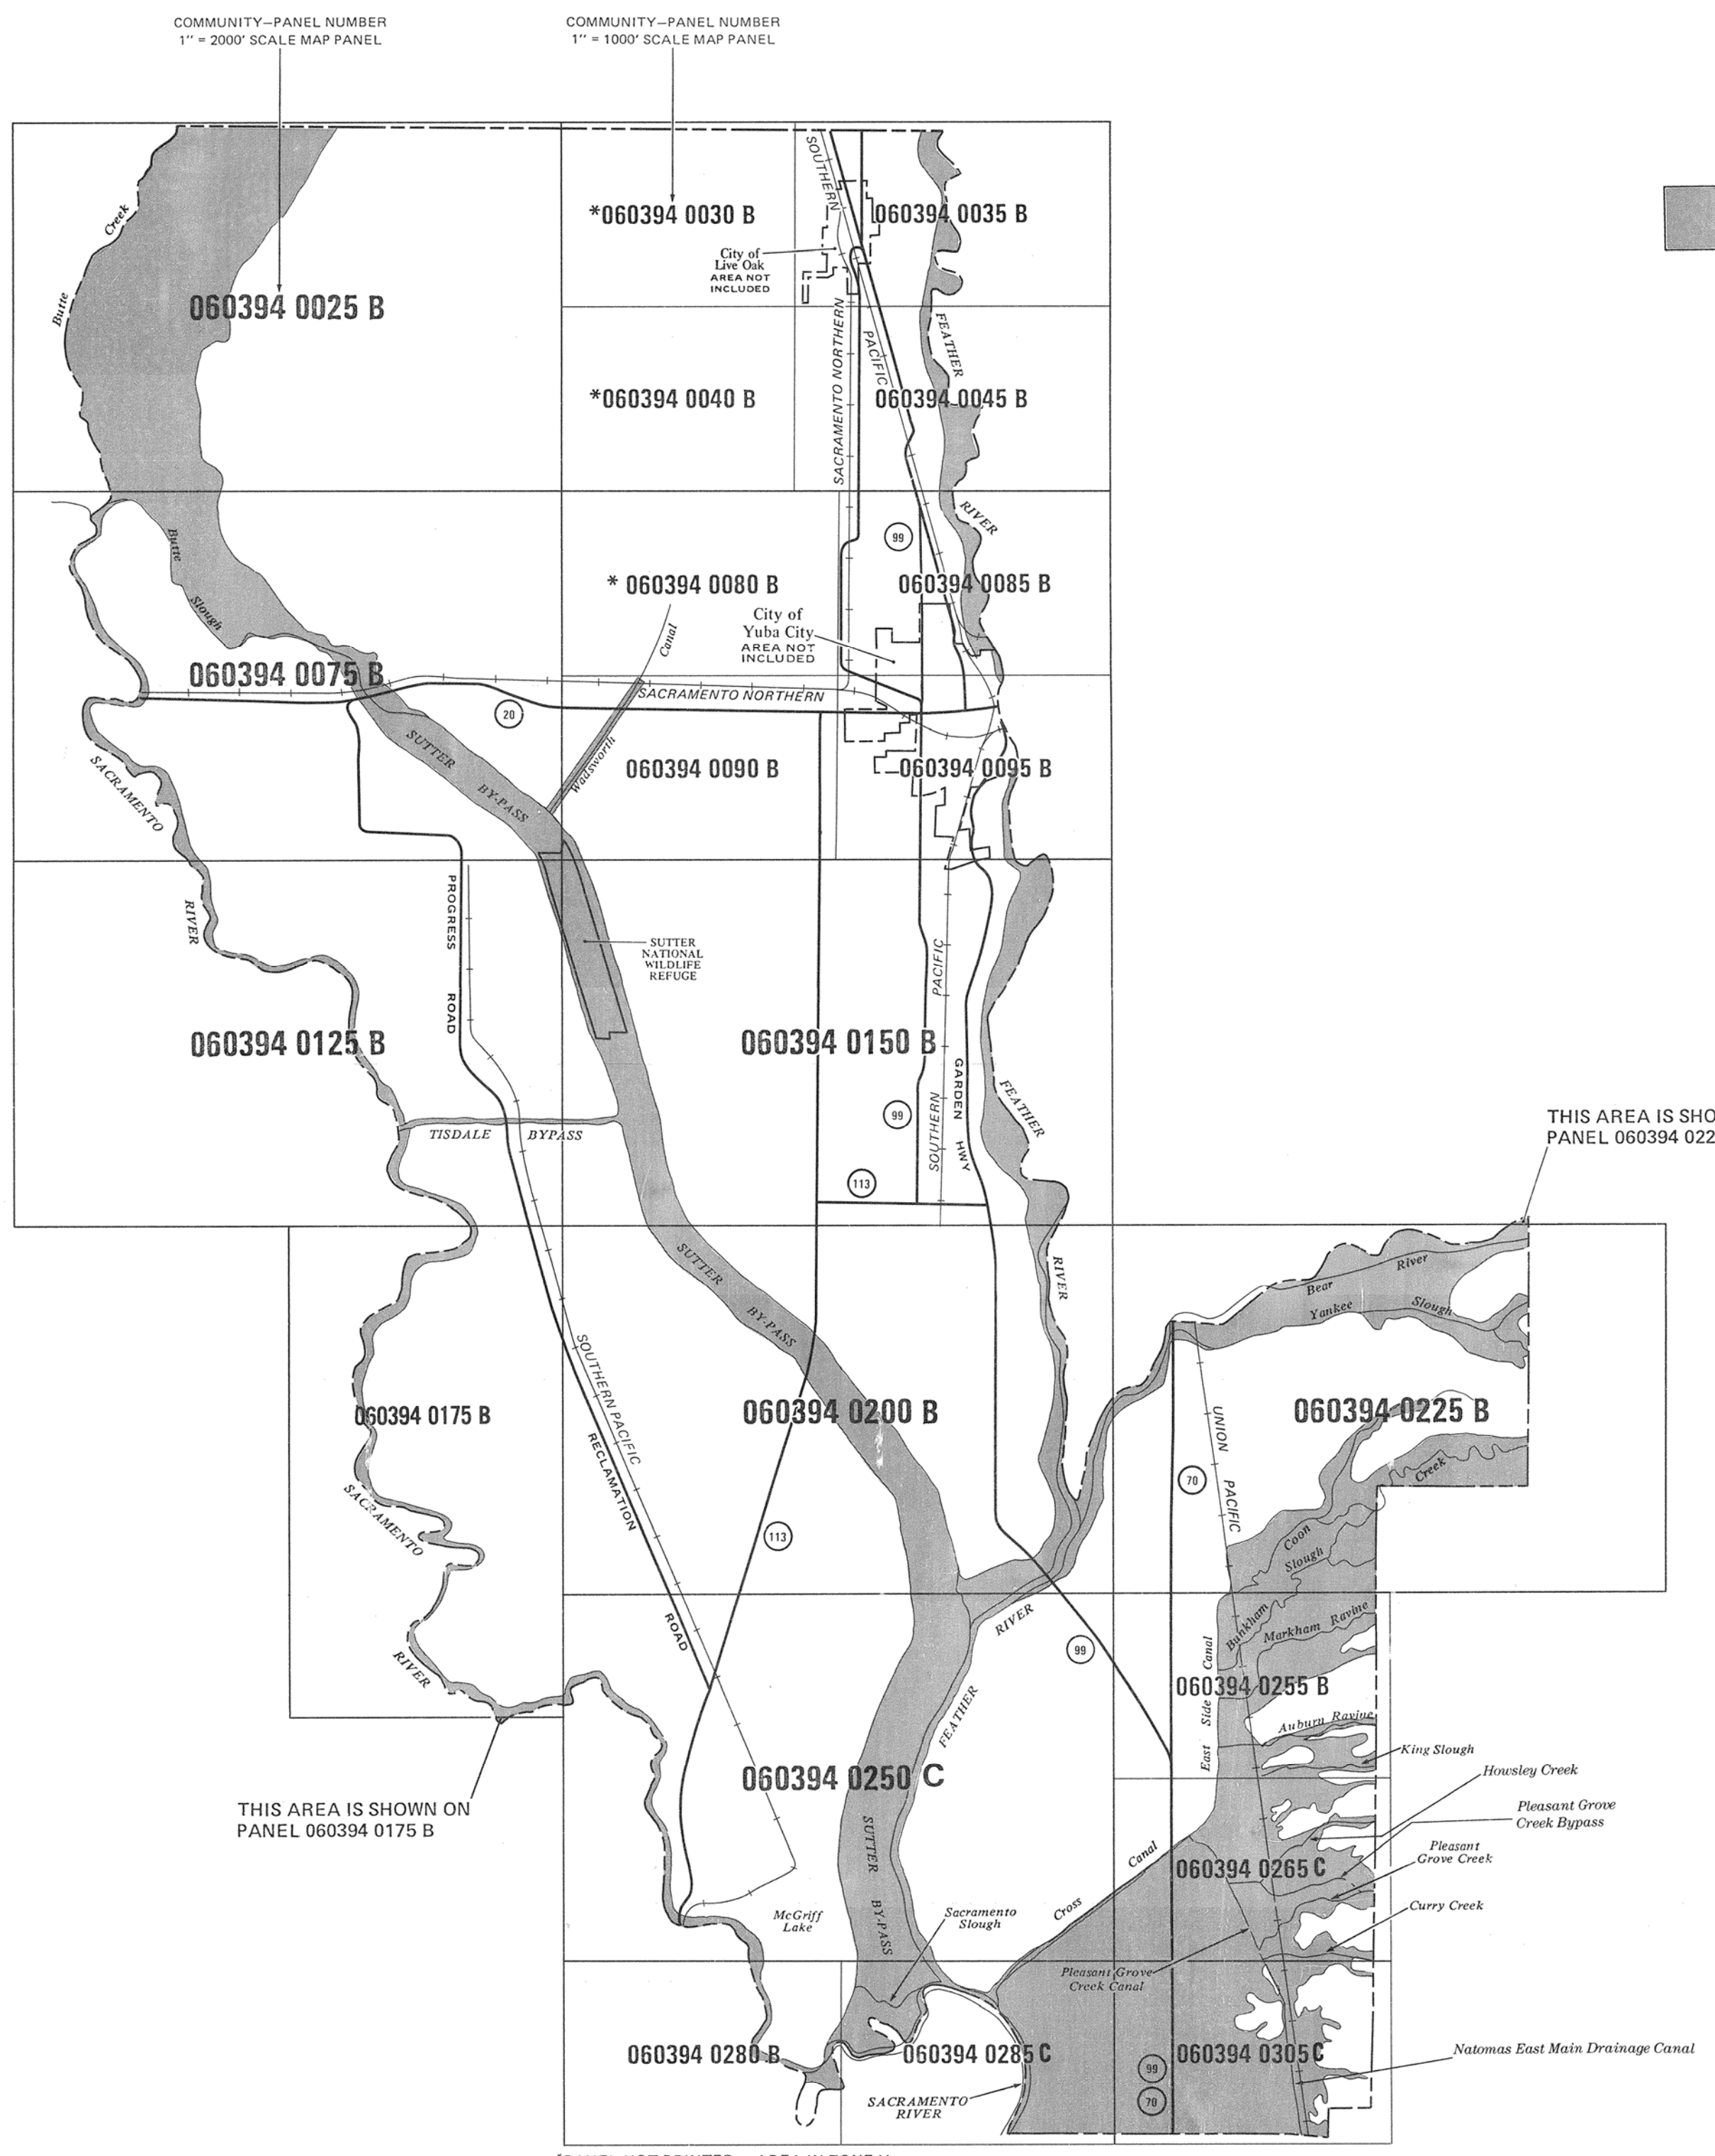 COMMUNITY–PANEL NUMBER
1" = 2000' SCALE MAP PANEL
COMMUNITY–PANEL NUMBER
1" = 1000' SCALE MAP PANEL
Creek
Butte
060394 0025 B
*060394 0030 B
City of
Live Oak
AREA NOT
INCLUDED
SOUTHERN
PACIFIC
060394 0035 B
*060394 0040 B
SACRAMENTO NORTHERN
060394 0045 B
FEATHER
RIVER
Butte
Slough
060394 0075 B
* 060394 0080 B
City of
Yuba City
AREA NOT
INCLUDED
99
060394 0085 B
Canal
Wadsworth
SACRAMENTO NORTHERN
20
SUTTER
BY-PASS
060394 0090 B
060394 0095 B
SACRAMENTO
RIVER
PROGRESS
ROAD
SUTTER
NATIONAL
WILDLIFE
REFUGE
060394 0125 B
060394 0150 B
SOUTHERN
PACIFIC
GARDEN
HWY
FEATHER
RIVER
99
113
TISDALE
BYPASS
THIS AREA IS SHO
PANEL 060394 022
SUTTER
BY-PASS
SOUTHERN PACIFIC
RECLAMATION
ROAD
060394 0175 B
060394 0200 B
Bear
River
Yankee
Slough
060394 0225 B
UNION
PACIFIC
70
Creek
Coon
SACRAMENTO
RIVER
113
Slough
Bunkham
Markham Ravine
RIVER
FEATHER
99
East Side Canal
060394 0255 B
Auburn Ravine
King Slough
Howsley Creek
Pleasant Grove
Creek Bypass
Pleasant
Grove Creek
Curry Creek
THIS AREA IS SHOWN ON
PANEL 060394 0175 B
060394 0250 C
SUTTER
BY-PASS
Cross
Canal
060394 0265 C
McGriff
Lake
Sacramento
Slough
Pleasant Grove
Creek Canal
060394 0280 B
060394 0285 C
060394 0305 C
99
70
Natomas East Main Drainage Canal
SACRAMENTO
RIVER